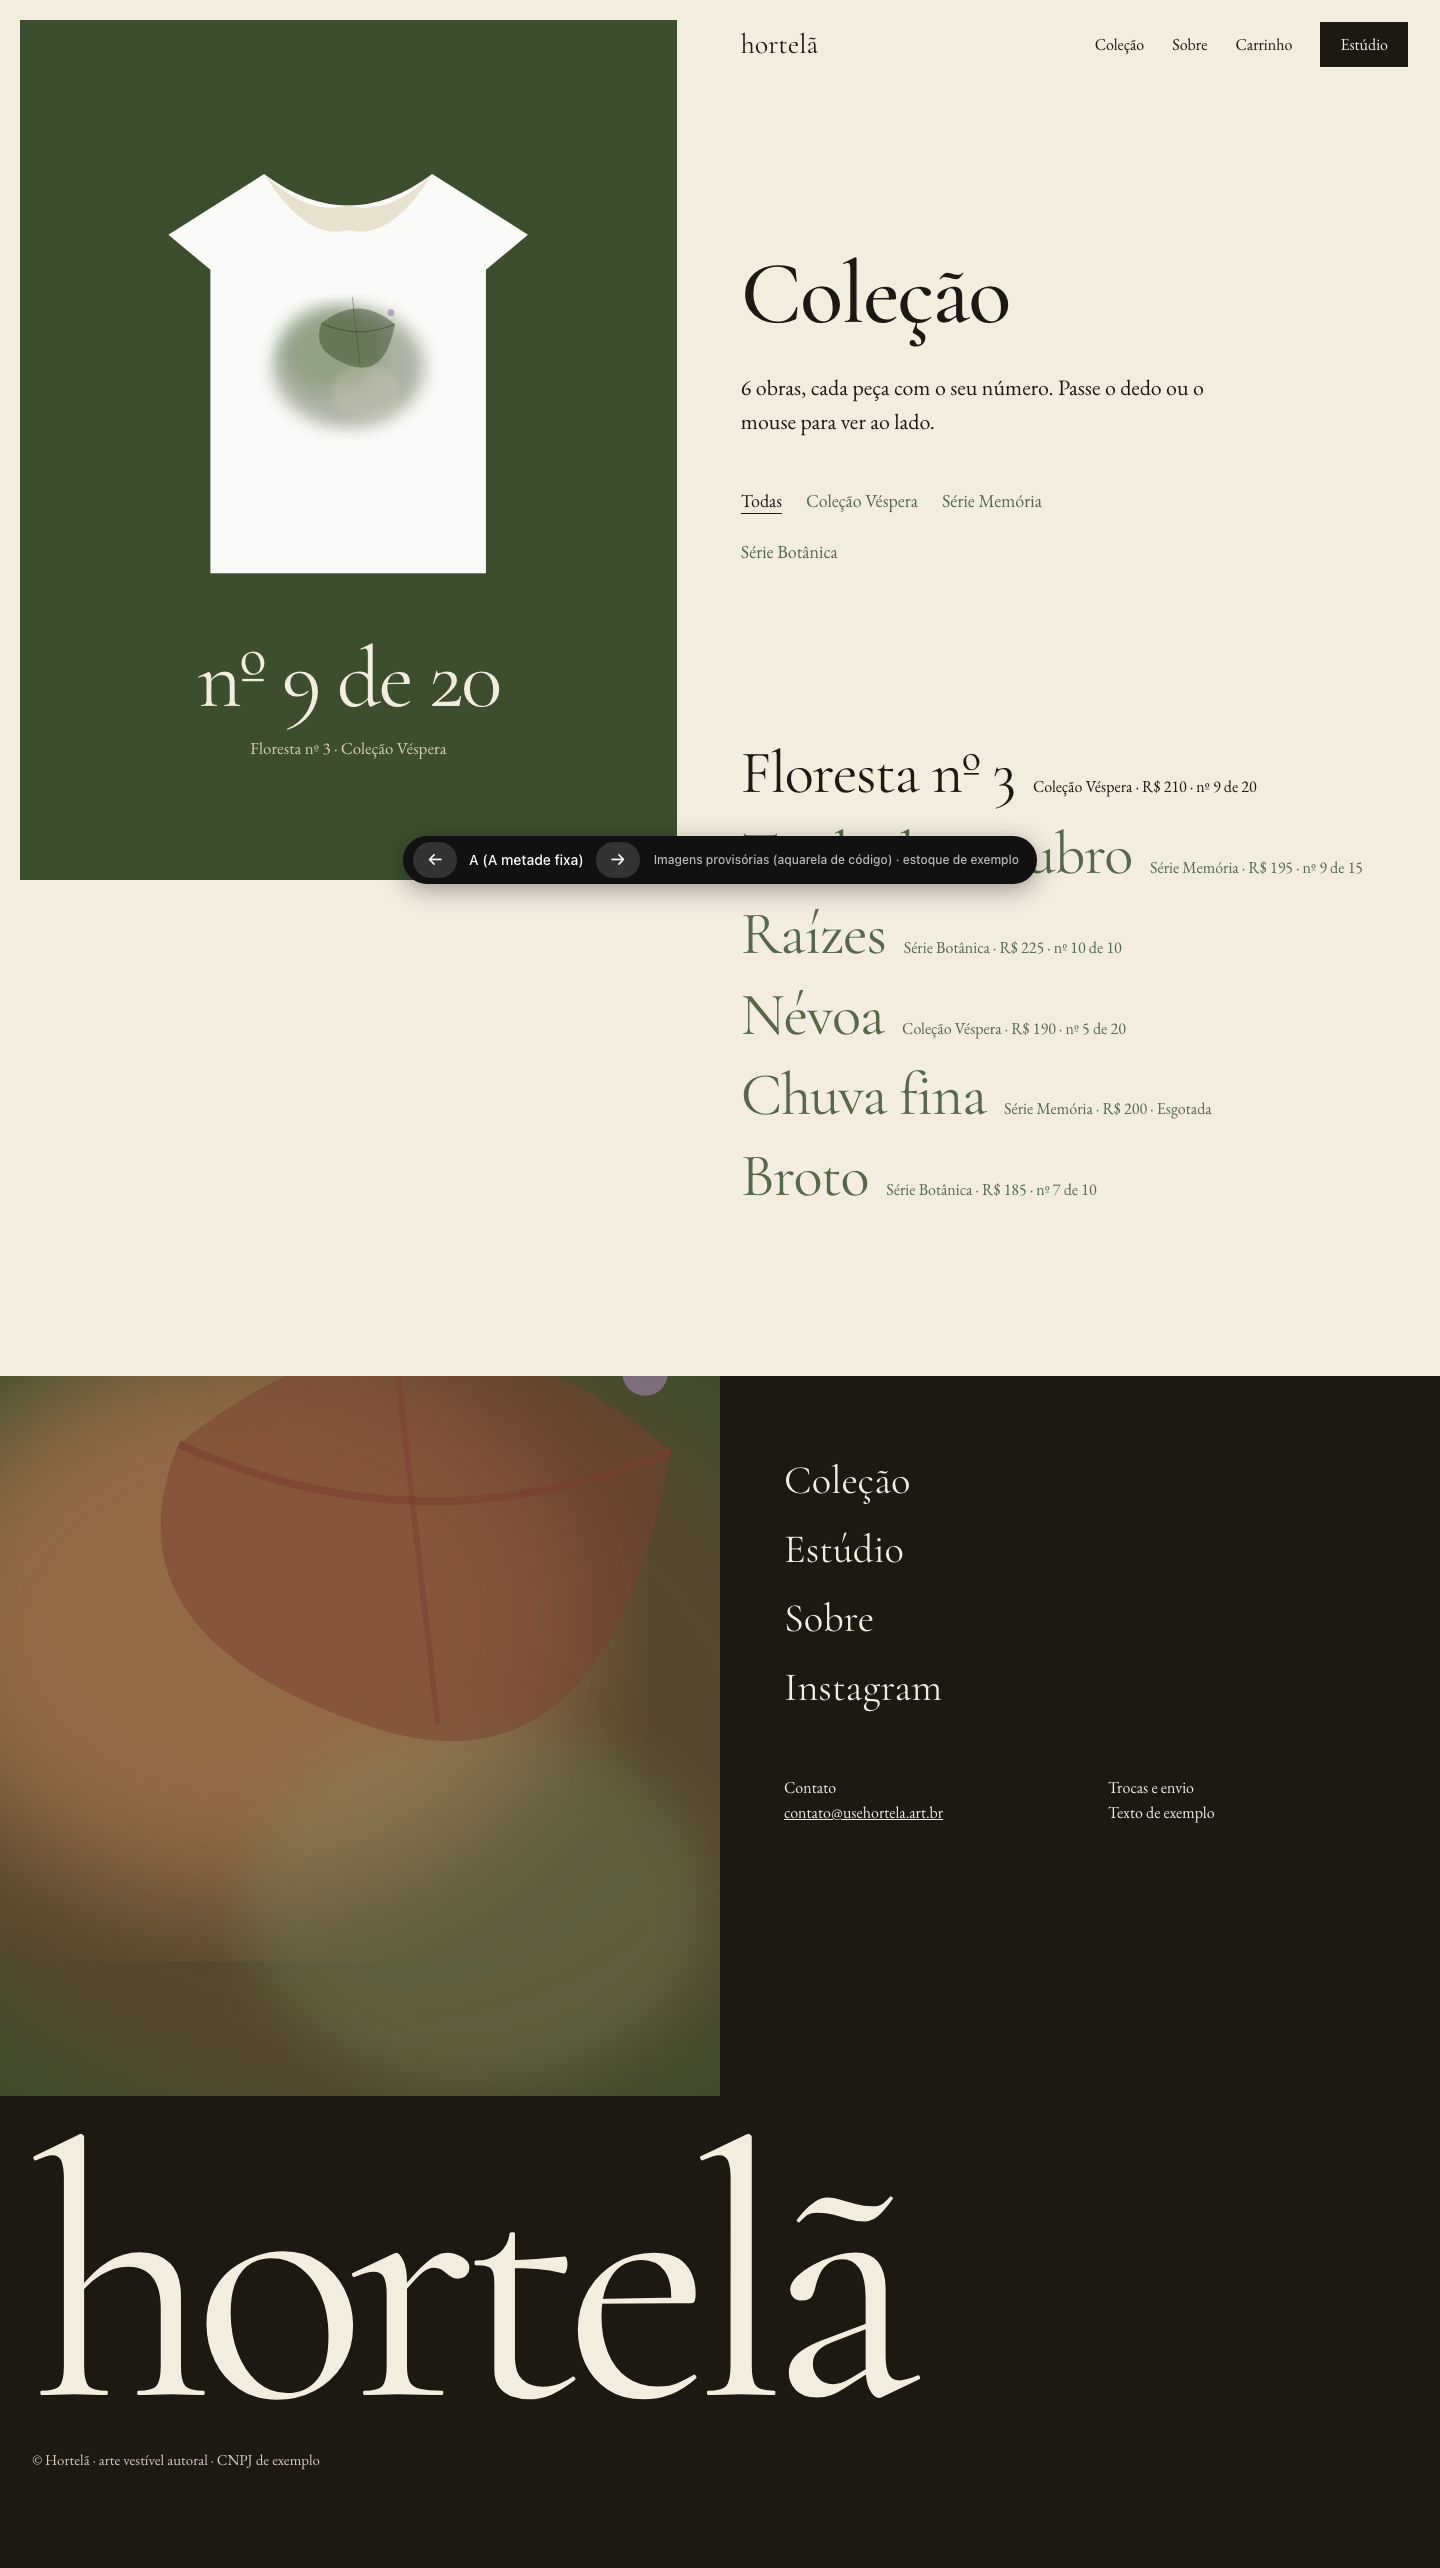 hortelã
Coleção
Sobre
Carrinho
Estúdio
nº 9 de 20
Floresta nº 3 · Coleção Véspera
Coleção
6 obras, cada peça com o seu número. Passe o dedo ou o
mouse para ver ao lado.
Todas
Coleção Véspera
Série Memória
Série Botânica
Floresta nº 3 Coleção Véspera · R$ 210 · nº 9 de 20
Série Memória · R$ 195 · nº 9 de 15
A (A metade fixa)
Imagens provisórias (aquarela de código) · estoque de exemplo
Raízes Série Botânica · R$ 225 · nº 10 de 10
Névoa Coleção Véspera · R$ 190 · nº 5 de 20
Chuva fina Série Memória · R$ 200 · Esgotada
Broto Série Botânica · R$ 185 · nº 7 de 10
Coleção
Estúdio
Sobre
Instagram
Contato
contato@usehortela.art.br
Trocas e envio
Texto de exemplo
hortelã
© Hortelã · arte vestível autoral · CNPJ de exemplo